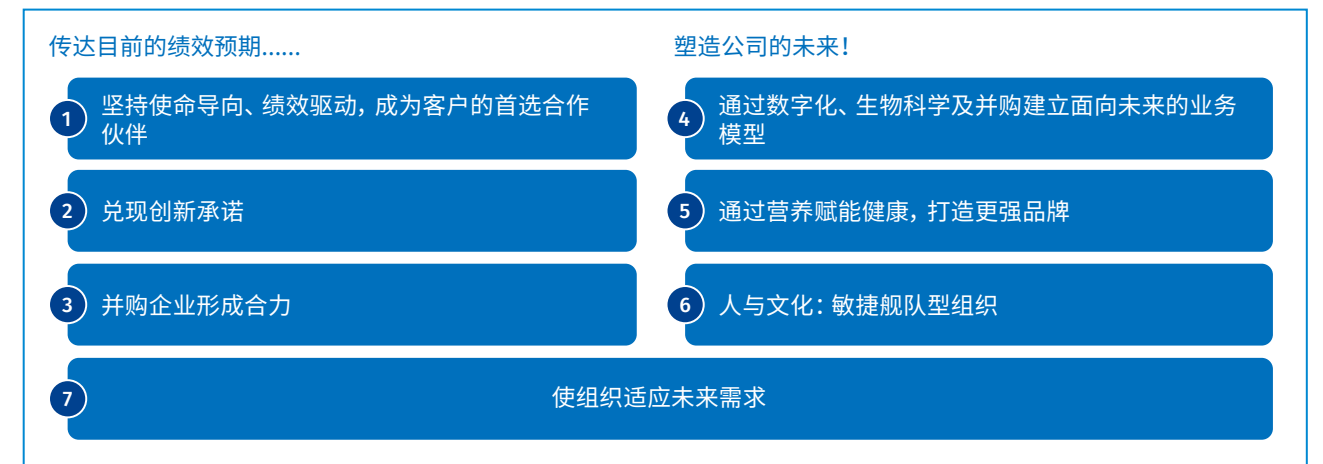 传达目前的绩效预期......
1
坚持使命导向、绩效驱动，成为客户的首选合作
伙伴
2
兑现创新承诺
3
并购企业形成合力
塑造公司的未来！
4
通过数字化、生物科学及并购建立面向未来的业务
模型
5
通过营养赋能健康，打造更强品牌
6
人与文化：敏捷舰队型组织
7
使组织适应未来需求